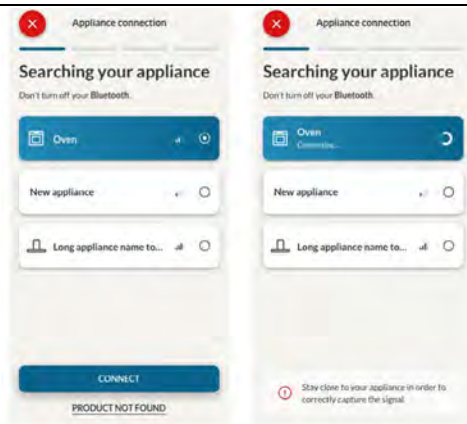 Appliance connection
Searching your appliance
Don't turn off your Bluetooth.
Oven
New appliance
Long appliance name to...
CONNECT
PRODUCT NOT FOUND
Appliance connection
Searching your appliance
Don't turn off your Bluetooth.
Oven
Connecting...
New appliance
Long appliance name to...
Stay close to your appliance in order to
correctly capture the signal.